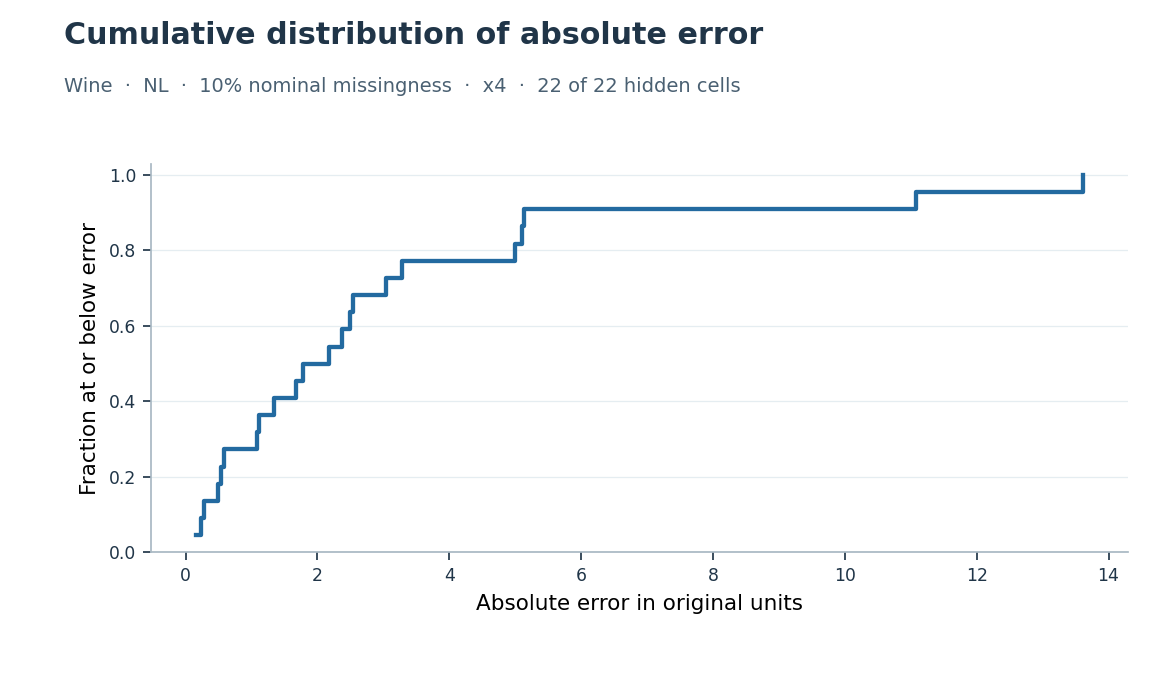 Cumulative distribution of absolute error
Wine · NL · 10% nominal missingness · x4 · 22 of 22 hidden cells
1.0
0.8
0.6
0.4
0.2
0.0
Fraction at or below error
0 2 4 6 8 10 12 14
Absolute error in original units